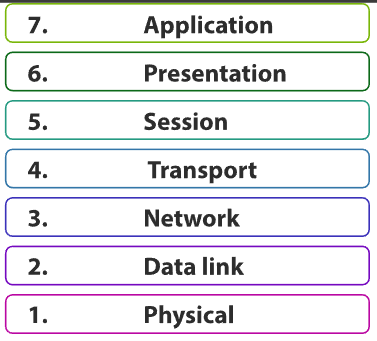 7. Application
6. Presentation
5. Session
4. Transport
3. Network
2. Data link
1. Physical